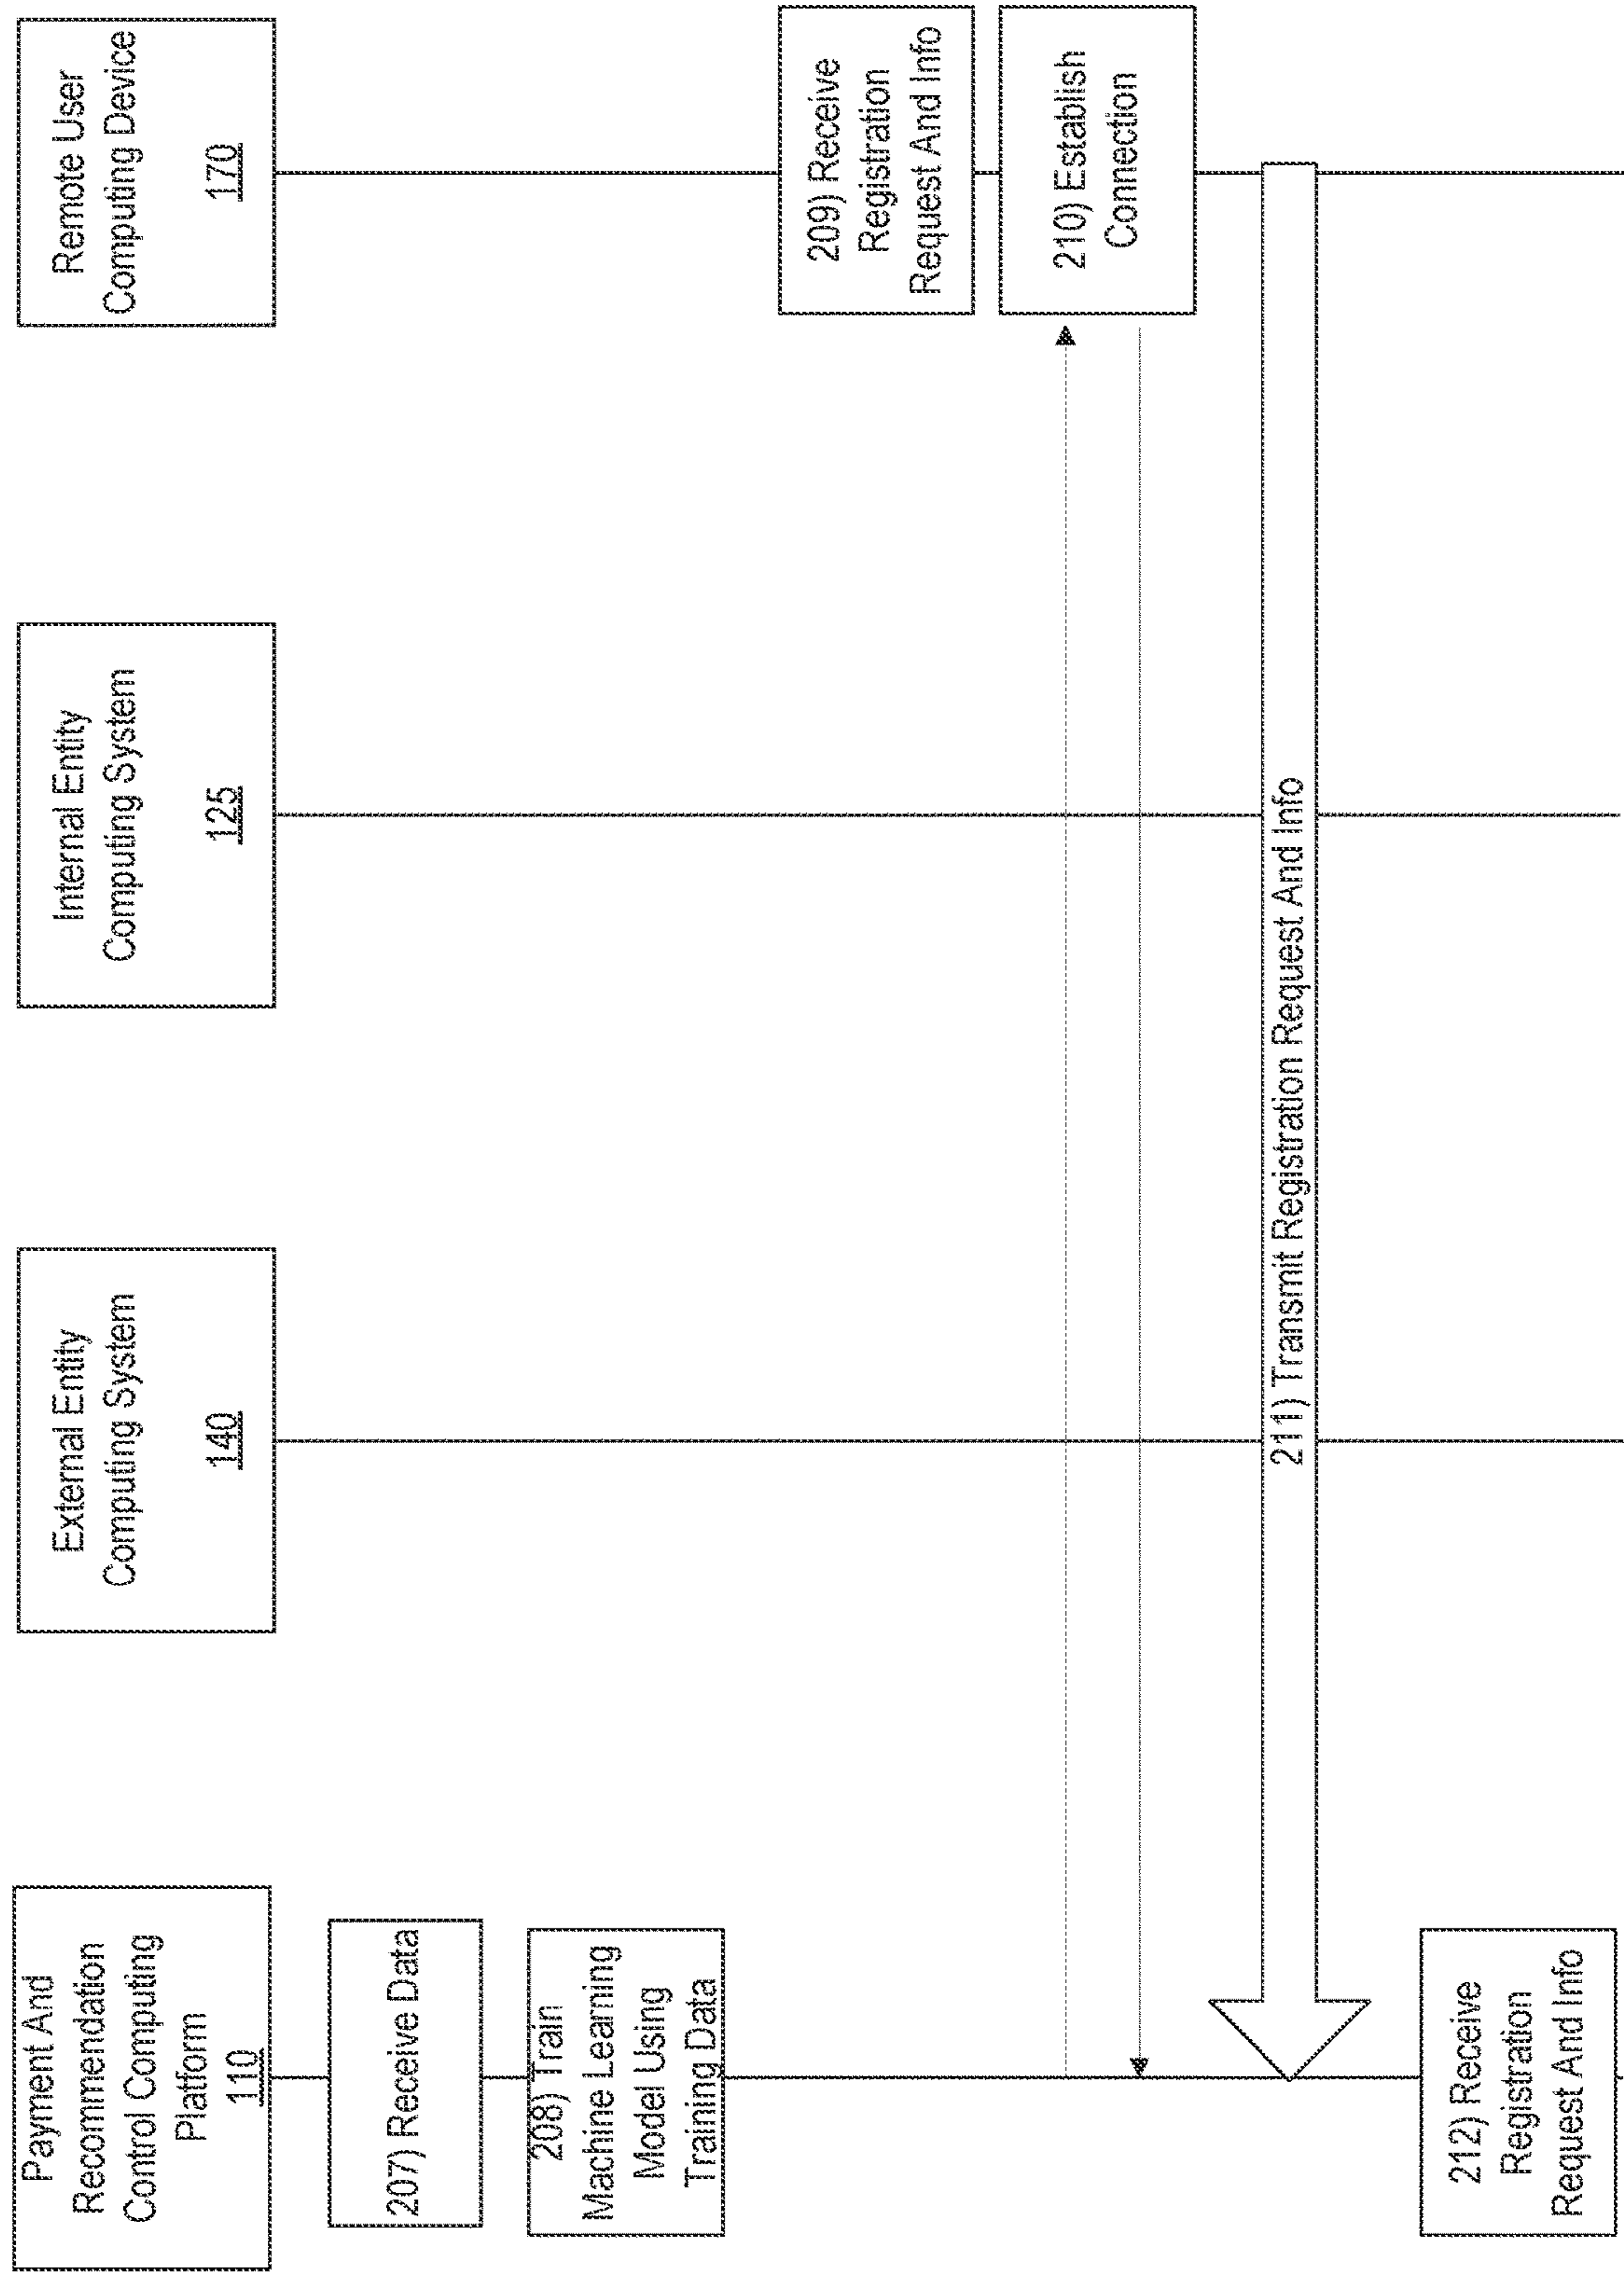 Payment And
Recommendation
Control Computing
Platform
110
External Entity
Computing System
140
Internal Entity
Computing System
125
Remote User
Computing Device
170
207) Receive Data
208) Train
Machine Learning
Model Using
Training Data
209) Receive
Registration
Request And Info
210) Establish
Connection
211) Transmit Registration Request And Info
212) Receive
Registration
Request And Info